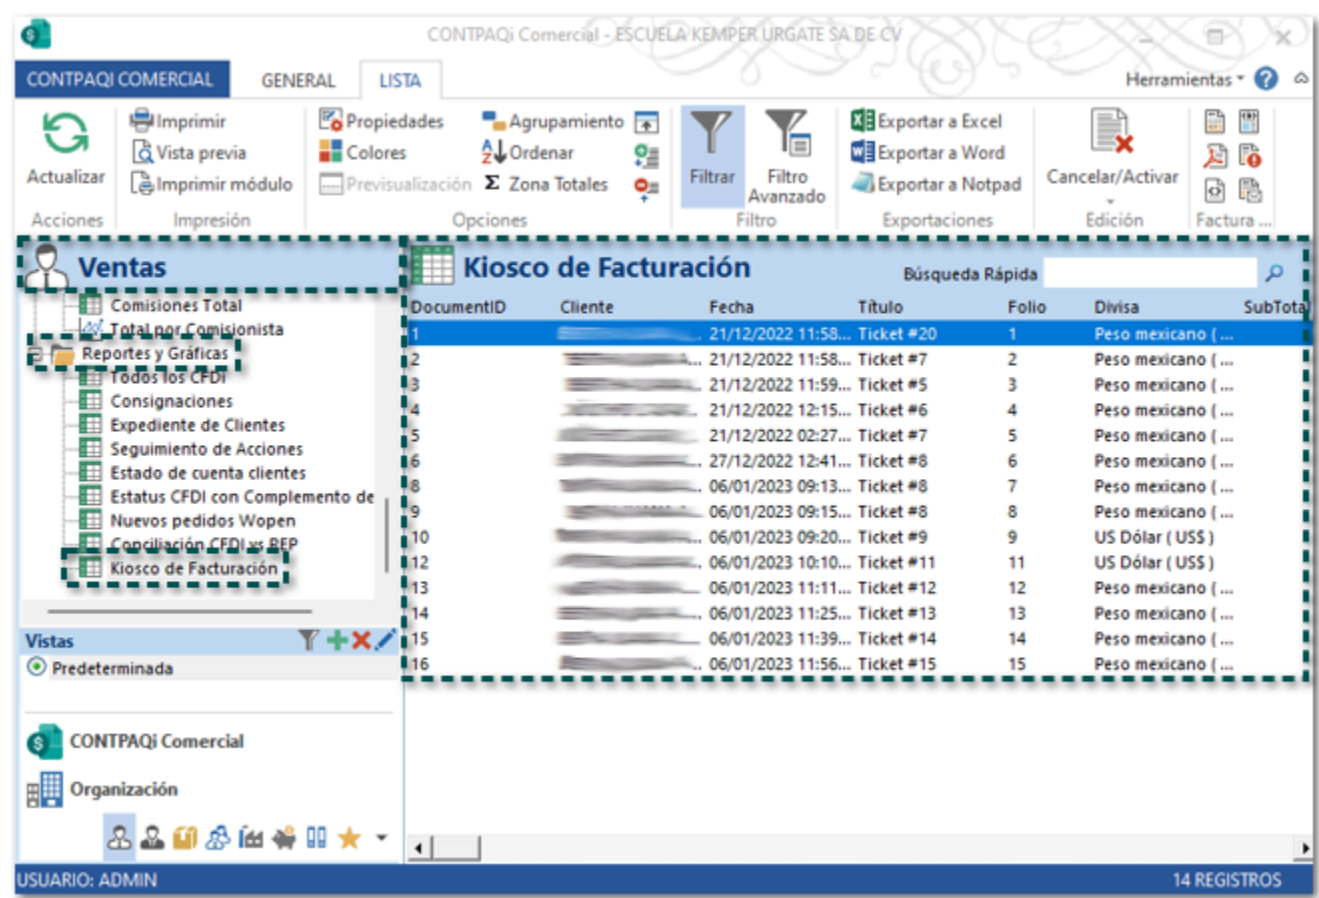 CONTPAQi Comercial - ESCUELA KEMPER URGATE SA DE CV
CONTPAQI COMERCIAL GENERAL LISTA Herramientas
Actualizar
Imprimir
Vista previa
Imprimir módulo
Propiedades
Colores
Previsualización
Agrupamiento
Ordenar
Zona Totales
Filtrar
Filtro Avanzado
Exportar a Excel
Exportar a Word
Exportar a Notpad
Cancelar/Activar
Acciones Impresión Opciones Filtro Exportaciones Edición Factura ...
Ventas
Comisiones Total
Total por Comisionista
Reportes y Gráficas
Todos los CFDI
Consignaciones
Expediente de Clientes
Seguimiento de Acciones
Estado de cuenta clientes
Estatus CFDI con Complemento de
Nuevos pedidos Wopen
Conciliación CFDI vs REP
Kiosco de Facturación
Vistas
Predeterminada
CONTPAQi Comercial
Organización
Kiosco de Facturación Búsqueda Rápida
DocumentID Cliente Fecha Título Folio Divisa SubTotal
1 ... 21/12/2022 11:58... Ticket #20 1 Peso mexicano ( ...
2 ... 21/12/2022 11:58... Ticket #7 2 Peso mexicano ( ...
3 ... 21/12/2022 11:59... Ticket #5 3 Peso mexicano ( ...
4 ... 21/12/2022 12:15... Ticket #6 4 Peso mexicano ( ...
5 ... 21/12/2022 02:27... Ticket #7 5 Peso mexicano ( ...
6 ... 27/12/2022 12:41... Ticket #8 6 Peso mexicano ( ...
8 ... 06/01/2023 09:13... Ticket #8 7 Peso mexicano ( ...
9 ... 06/01/2023 09:15... Ticket #8 8 Peso mexicano ( ...
10 ... 06/01/2023 09:20... Ticket #9 9 US Dólar ( US$ )
12 ... 06/01/2023 10:10... Ticket #11 11 US Dólar ( US$ )
13 ... 06/01/2023 11:11... Ticket #12 12 Peso mexicano ( ...
14 ... 06/01/2023 11:25... Ticket #13 13 Peso mexicano ( ...
15 ... 06/01/2023 11:39... Ticket #14 14 Peso mexicano ( ...
16 ... 06/01/2023 11:56... Ticket #15 15 Peso mexicano ( ...
USUARIO: ADMIN 14 REGISTROS